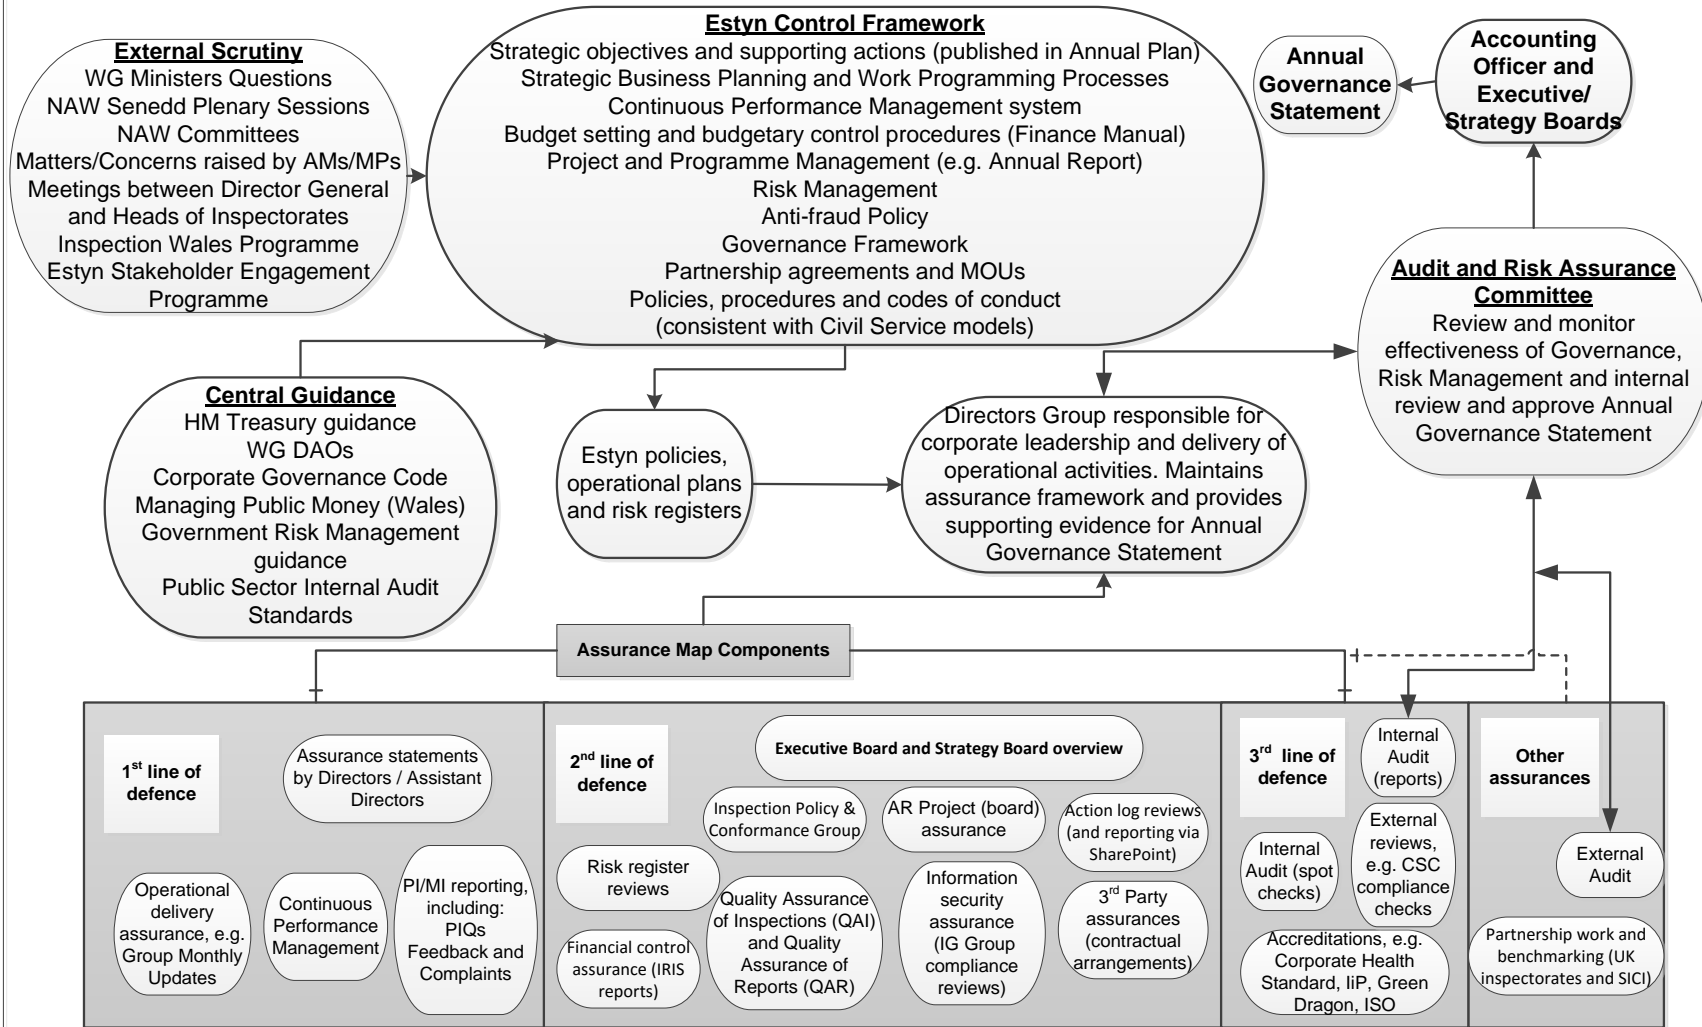 External Scrutiny
WG Ministers Questions
NAW Senedd Plenary Sessions
NAW Committees
Matters/Concerns raised by AMs/MPs
Meetings between Director General
and Heads of Inspectorates
Inspection Wales Programme
Estyn Stakeholder Engagement
Programme
Estyn Control Framework
Strategic objectives and supporting actions (published in Annual Plan)
Strategic Business Planning and Work Programming Processes
Continuous Performance Management system
Budget setting and budgetary control procedures (Finance Manual)
Project and Programme Management (e.g. Annual Report)
Risk Management
Anti-fraud Policy
Governance Framework
Partnership agreements and MOUs
Policies, procedures and codes of conduct
(consistent with Civil Service models)
Annual
Governance
Statement
Accounting
Officer and
Executive/
Strategy Boards
Audit and Risk Assurance
Committee
Review and monitor
effectiveness of Governance,
Risk Management and internal
review and approve Annual
Governance Statement
Central Guidance
HM Treasury guidance
WG DAOs
Corporate Governance Code
Managing Public Money (Wales)
Government Risk Management
guidance
Public Sector Internal Audit
Standards
Estyn policies,
operational plans
and risk registers
Directors Group responsible for
corporate leadership and delivery of
operational activities. Maintains
assurance framework and provides
supporting evidence for Annual
Governance Statement
Assurance Map Components
1st line of
defence
Assurance statements
by Directors / Assistant
Directors
Operational
delivery
assurance, e.g.
Group Monthly
Updates
Continuous
Performance
Management
PI/MI reporting,
including:
PIQs
Feedback and
Complaints
2nd line of
defence
Executive Board and Strategy Board overview
Inspection Policy &
Conformance Group
AR Project (board)
assurance
Action log reviews
(and reporting via
SharePoint)
Risk register
reviews
Quality Assurance
of Inspections (QAI)
and Quality
Assurance of
Reports (QAR)
Information
security
assurance
(IG Group
compliance
reviews)
3rd Party
assurances
(contractual
arrangements)
Financial control
assurance (IRIS
reports)
3rd line of
defence
Internal
Audit
(reports)
Internal
Audit (spot
checks)
External
reviews,
e.g. CSC
compliance
checks
Accreditations, e.g.
Corporate Health
Standard, IiP, Green
Dragon, ISO
Other
assurances
External
Audit
Partnership work and
benchmarking (UK
inspectorates and SICI)